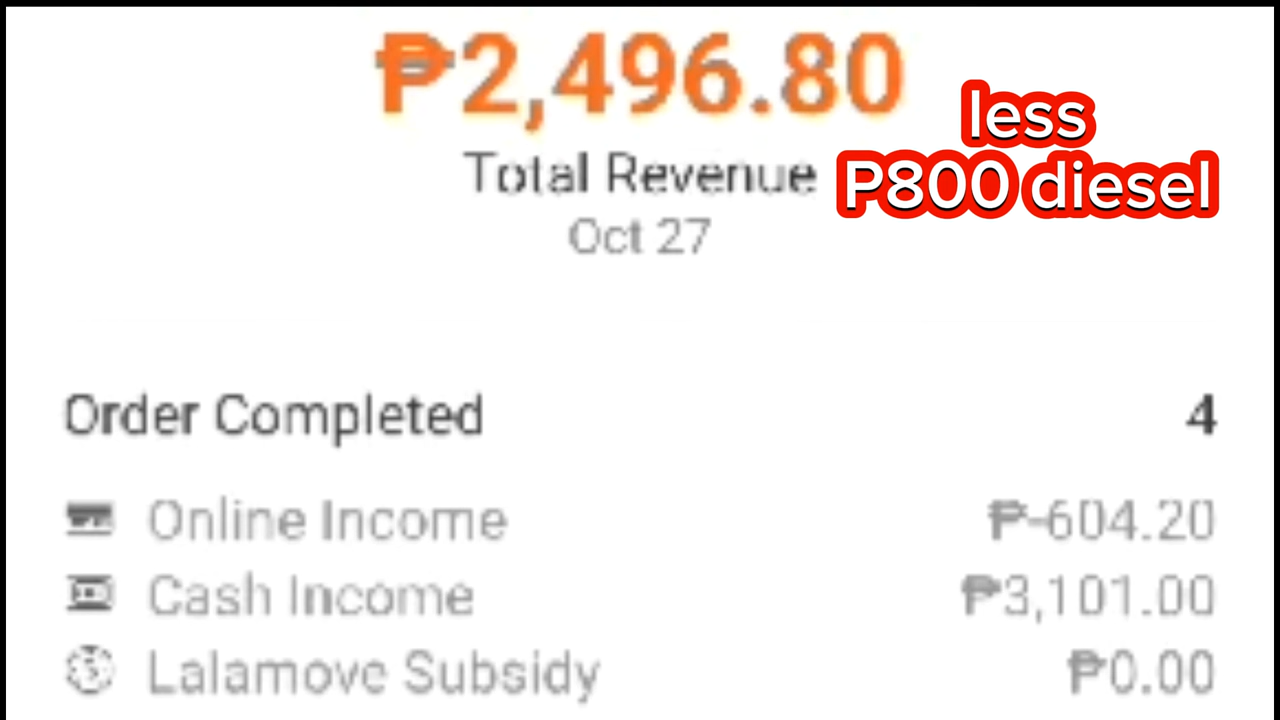 ₱2,496.80
less
Total Revenue
P800 diesel
Oct 27
Order Completed 4
Online Income ₱-604.20
Cash Income ₱3,101.00
Lalamove Subsidy ₱0.00